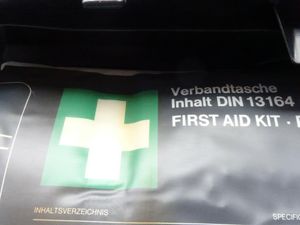 Verbandtasche
Inhalt DIN 13164
FIRST AID KIT ·
INHALTSVERZEICHNIS